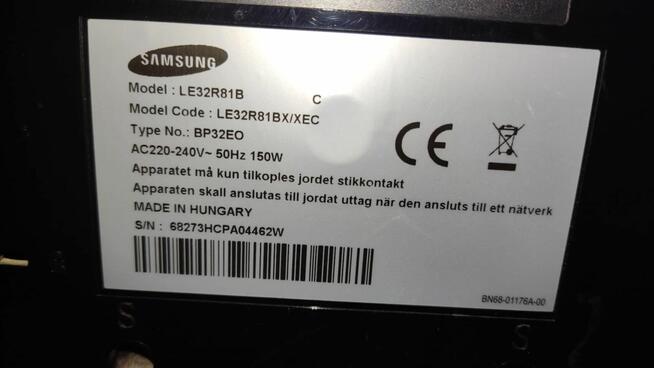 SAMSUNG
Model : LE32R81B C
Model Code : LE32R81BX/XEC
Type No.: BP32EO
AC220-240V~ 50Hz 150W
Apparatet må kun tilkoples jordet stikkontakt
Apparaten skall anslutas till jordat uttag när den ansluts till ett nätverk
MADE IN HUNGARY
S/N : 68273HCPA04462W
CE
BN68-01176A-00
S
S